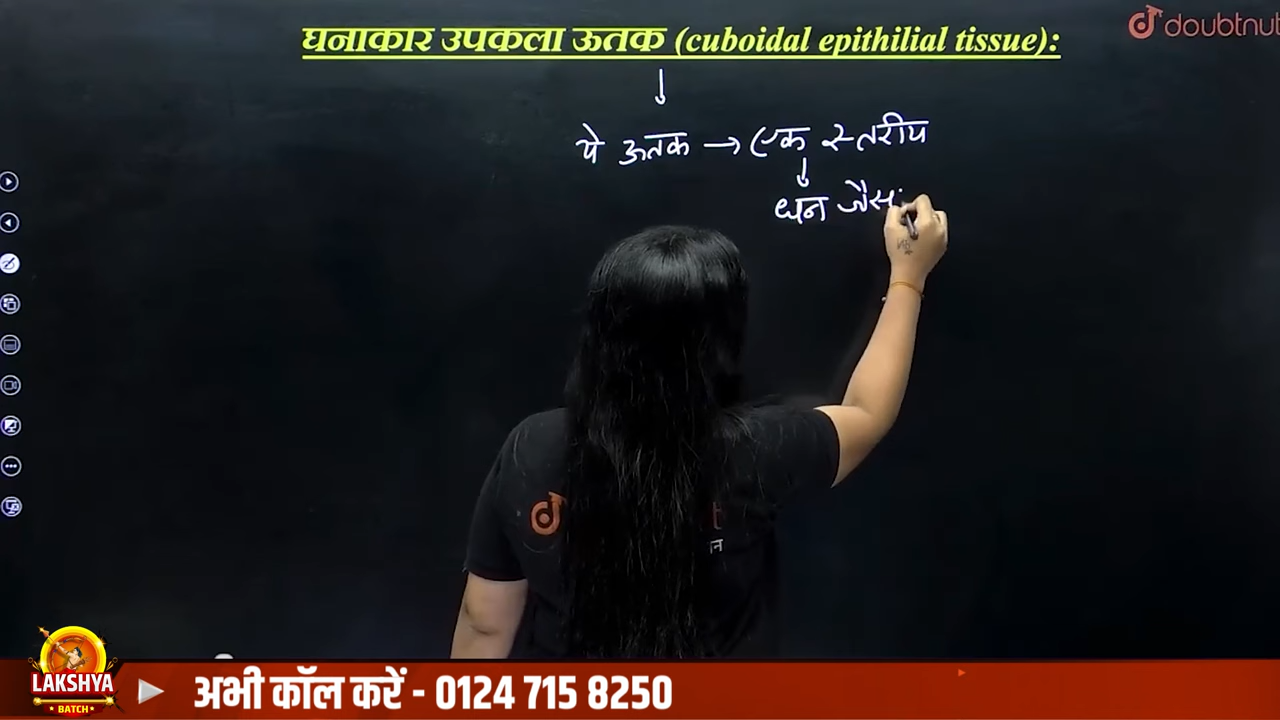 घनाकार उपकला ऊतक (cuboidal epithilial tissue):
doubtnut
ये ऊतक → एक स्तरीय
घन जैस
LAKSHYA
BATCH
अभी कॉल करें - 0124 715 8250